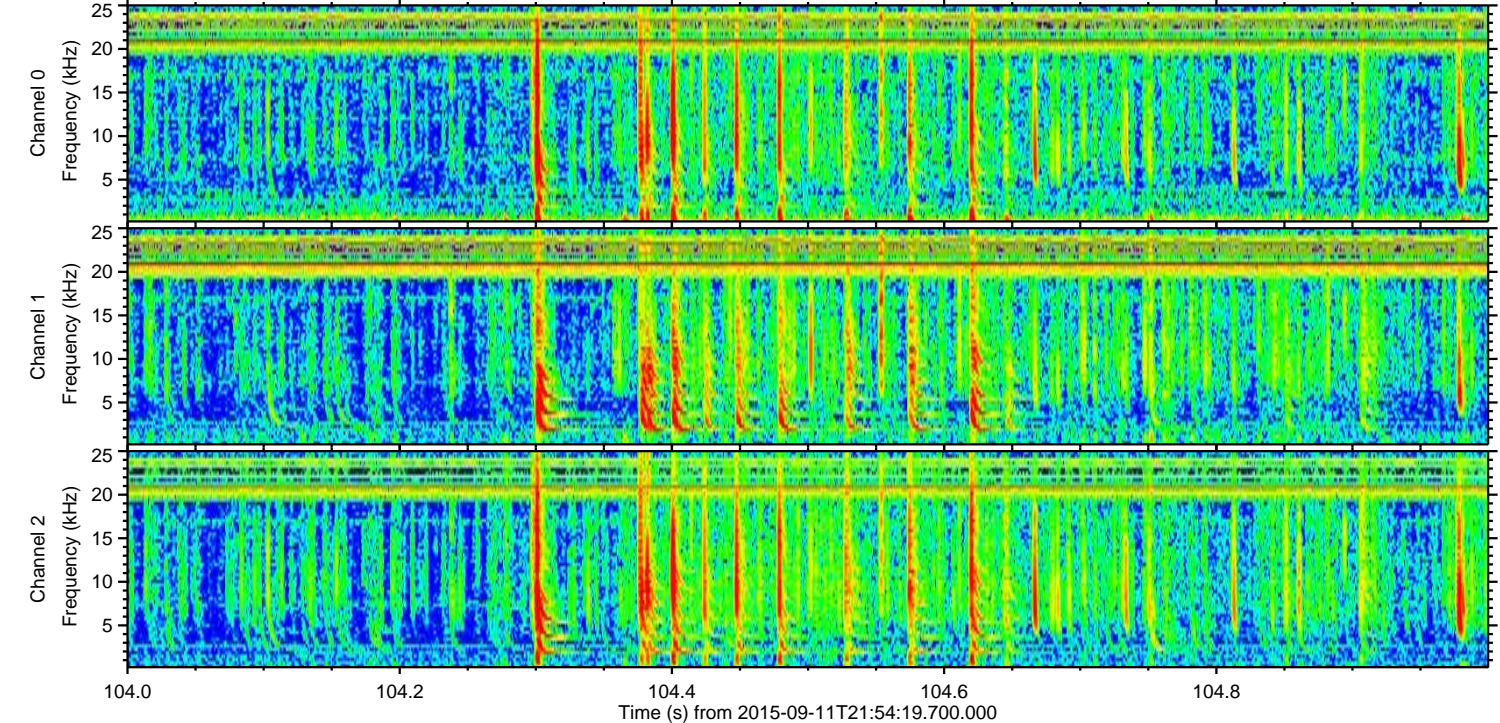 Channel 0
Frequency (kHz)
25
20
15
10
5
Channel 1
Frequency (kHz)
25
20
15
10
5
Channel 2
Frequency (kHz)
25
20
15
10
5
104.0 104.2 104.4 104.6 104.8
Time (s) from 2015-09-11T21:54:19.700.000